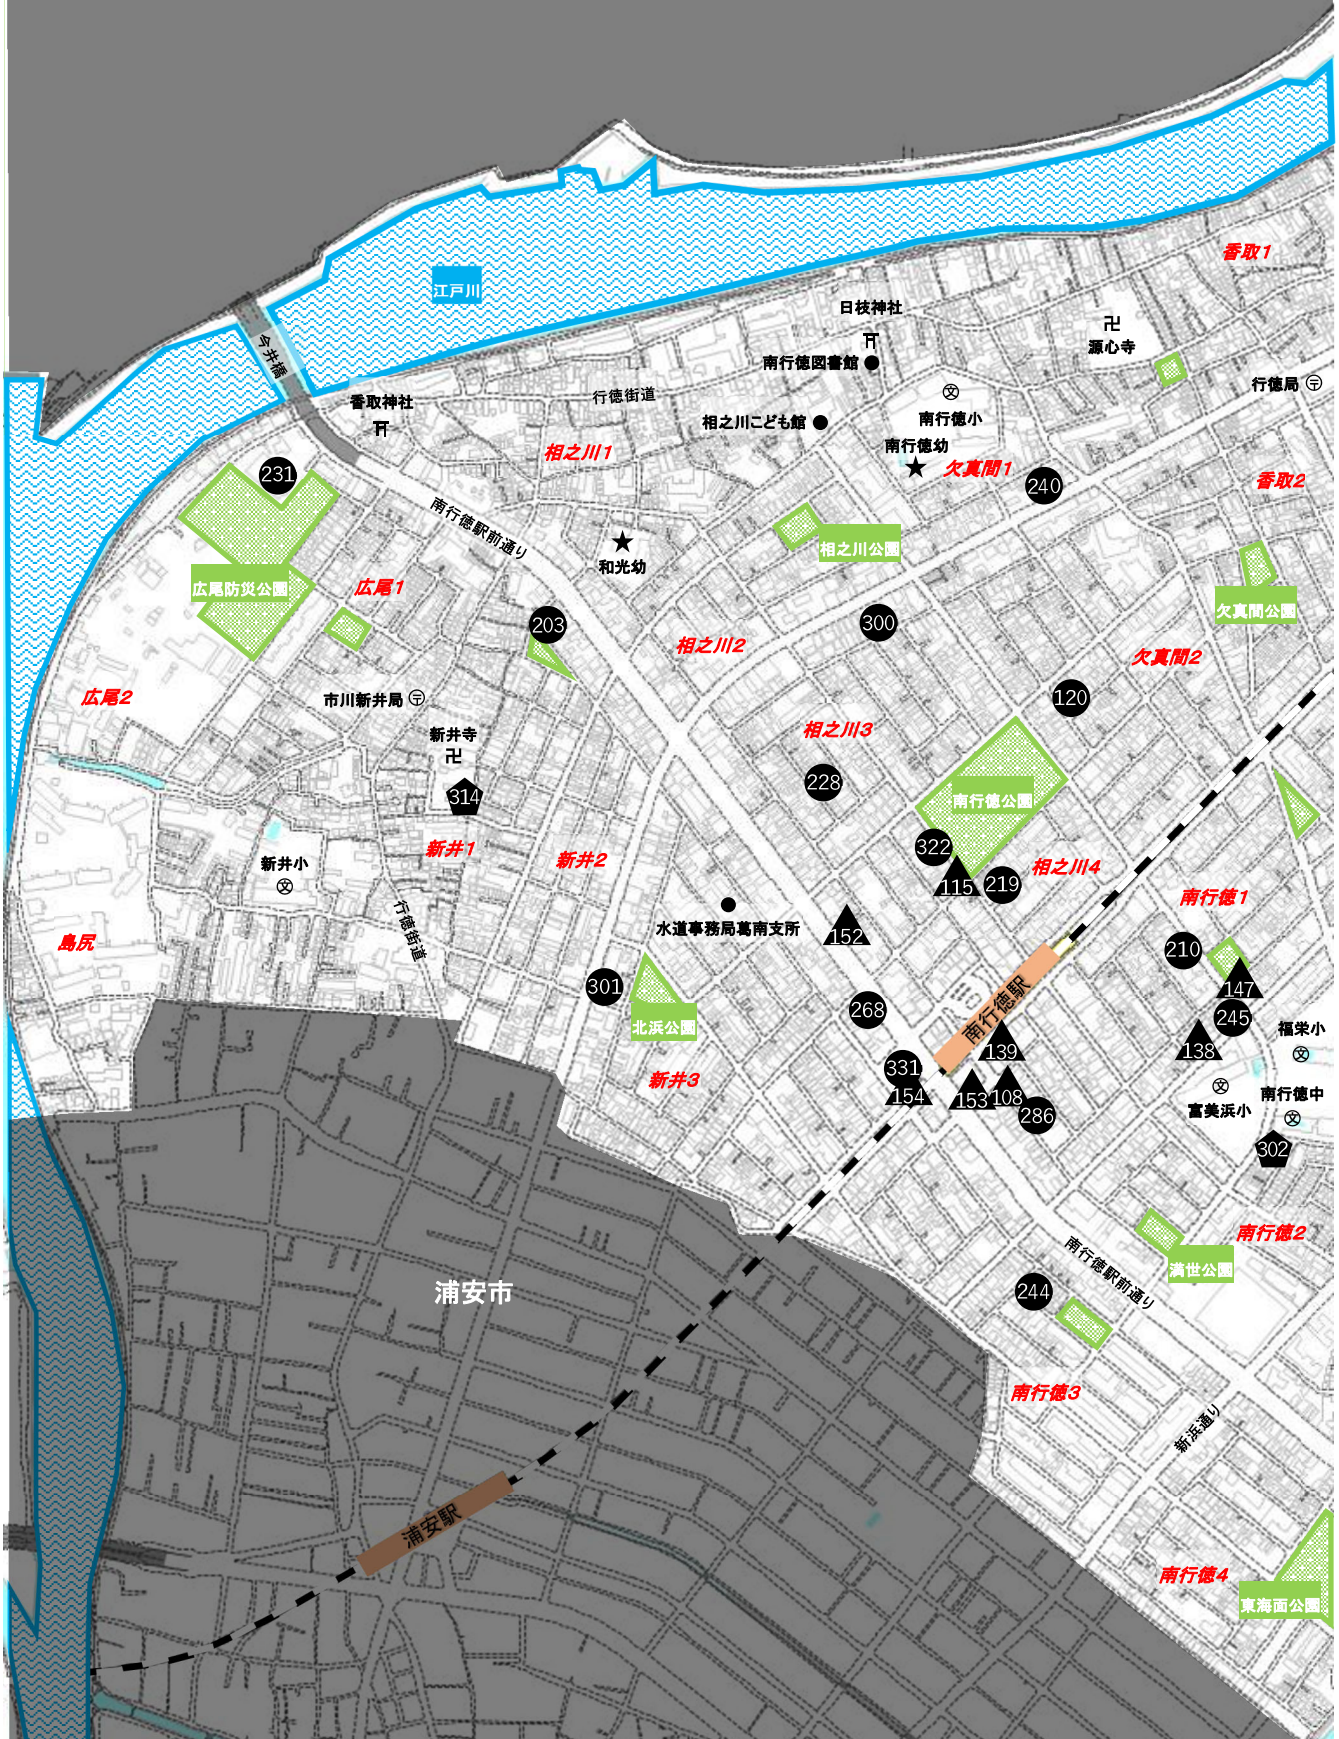 香取1
江戸川
日枝神社
卍
源心寺
今井橋
南行徳図書館
行徳局 〒
香取神社
行徳街道
文
南行徳小
相之川こども館
南行徳幼
相之川1
欠真間1
231
240
香取2
南行徳駅前通り
相之川公園
和光幼
広尾防災公園
広尾1
欠真間公園
203
300
相之川2
欠真間2
広尾2
市川新井局 〒
120
新井寺
卍
相之川3
314
228
南行徳公園
新井1
322
新井2
新井小
文
相之川4
115
219
南行徳1
行徳街道
水道事務局葛南支所
152
島尻
210
147
301
268
南行徳駅
245
北浜公園
福栄小
文
139
138
新井3
331
154
153
108
286
文
富美浜小
南行徳中
文
302
南行徳2
南行徳駅前通り
満世公園
浦安市
244
南行徳3
新浜通り
浦安駅
南行徳4
東海面公園